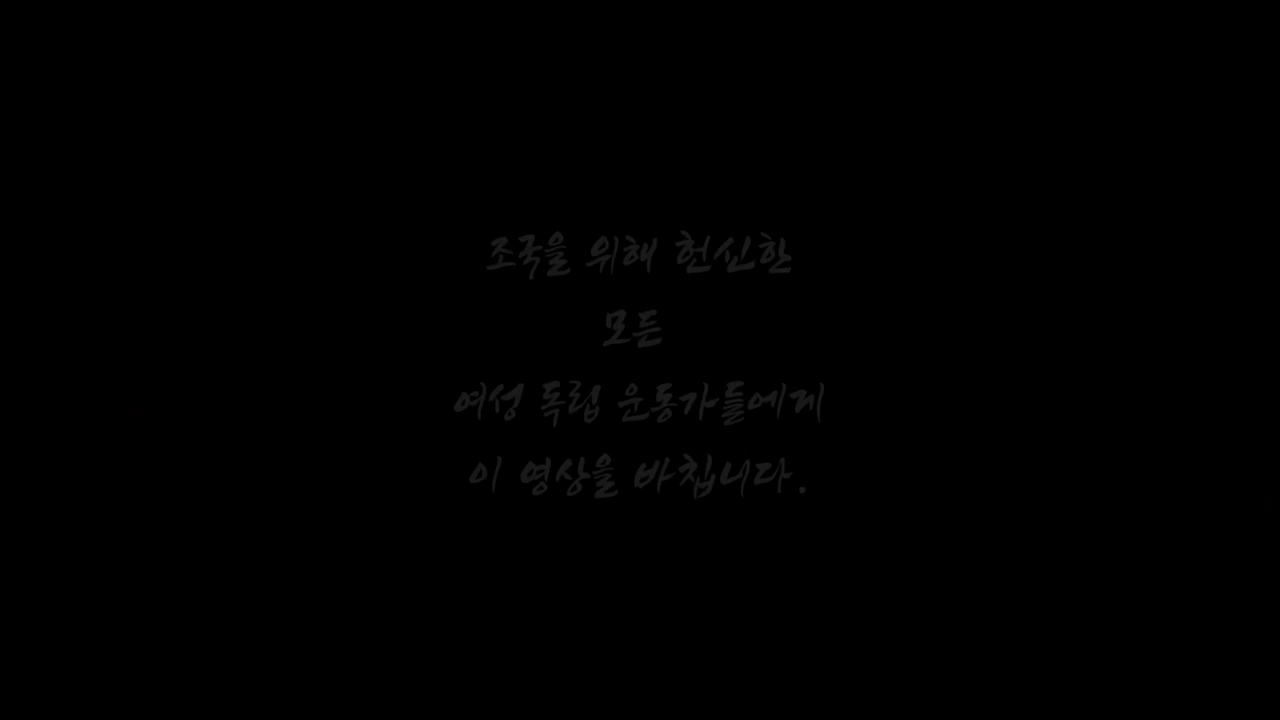 조국을 위해 헌신한
모든
여성 독립 운동가들에게
이 영상을 바칩니다.